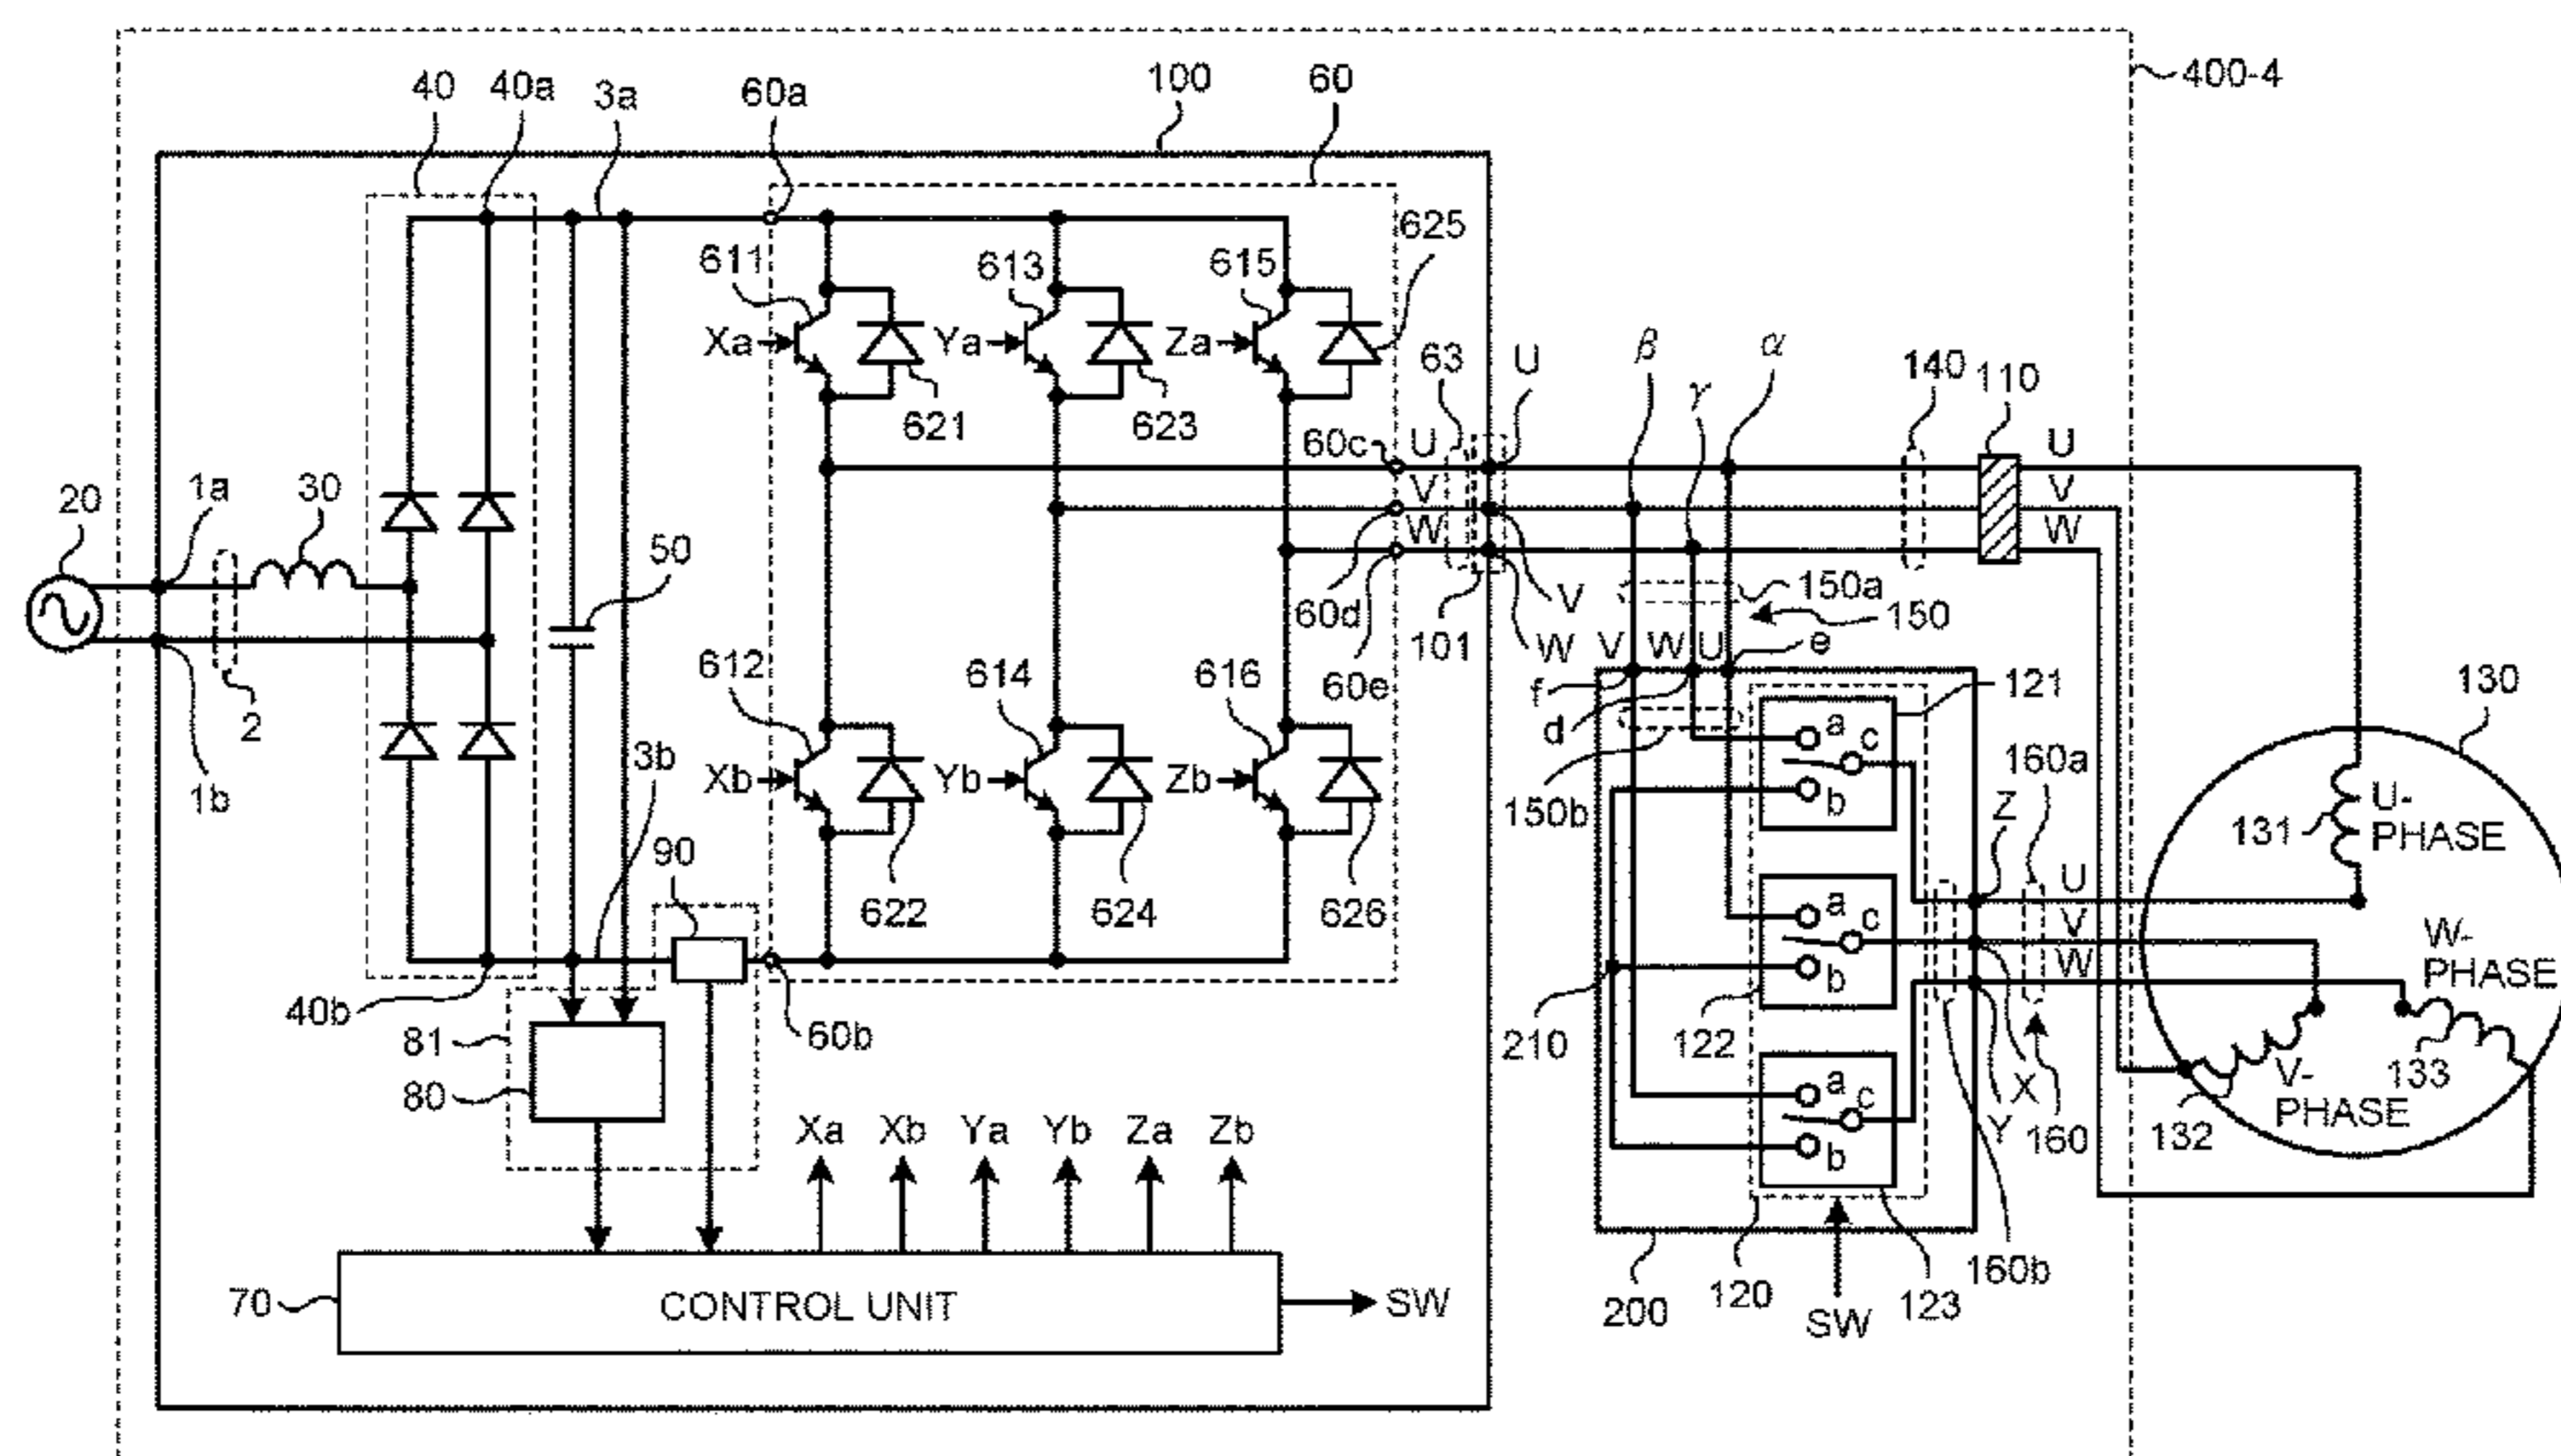 400-4
40
40a
3a
60a
100
60
625
611
613
615
Xa
Ya
Za
621
623
63
U
β
γ
α
140
110
60c
U
V
W
U
V
W
20
1a
30
50
1b
2
60d
60e
101
V
W
150a
150
V
W
U
e
f
d
121
130
612
614
616
3b
Xb
Yb
Zb
150b
a
c
b
Z
160a
131
U-
PHASE
90
622
624
626
a
c
b
U
V
W
W-
PHASE
40b
81
80
60b
210
122
a
c
b
X
Y
160
132
V-
PHASE
133
Xa
Xb
Ya
Yb
Za
Zb
70
CONTROL UNIT
SW
200
120
SW
123
160b